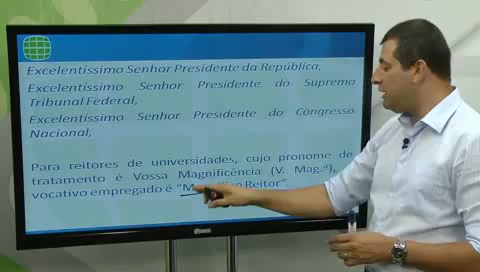 Excelentíssimo Senhor Presidente da República,
Excelentíssimo Senhor Presidente do Supremo
Tribunal Federal,
Excelentíssimo Senhor Presidente do Congresso
Nacional,
Para reitores de universidades, cujo pronome de
tratamento é Vossa Magnificência (V. Mag.ª), o
vocativo empregado é Reitor".